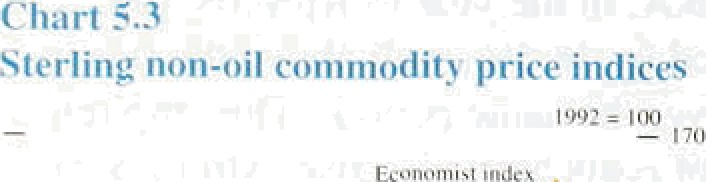 Chart 5.3
Sterling non-oil commodity price indices
1992 = 100
170
Economist index